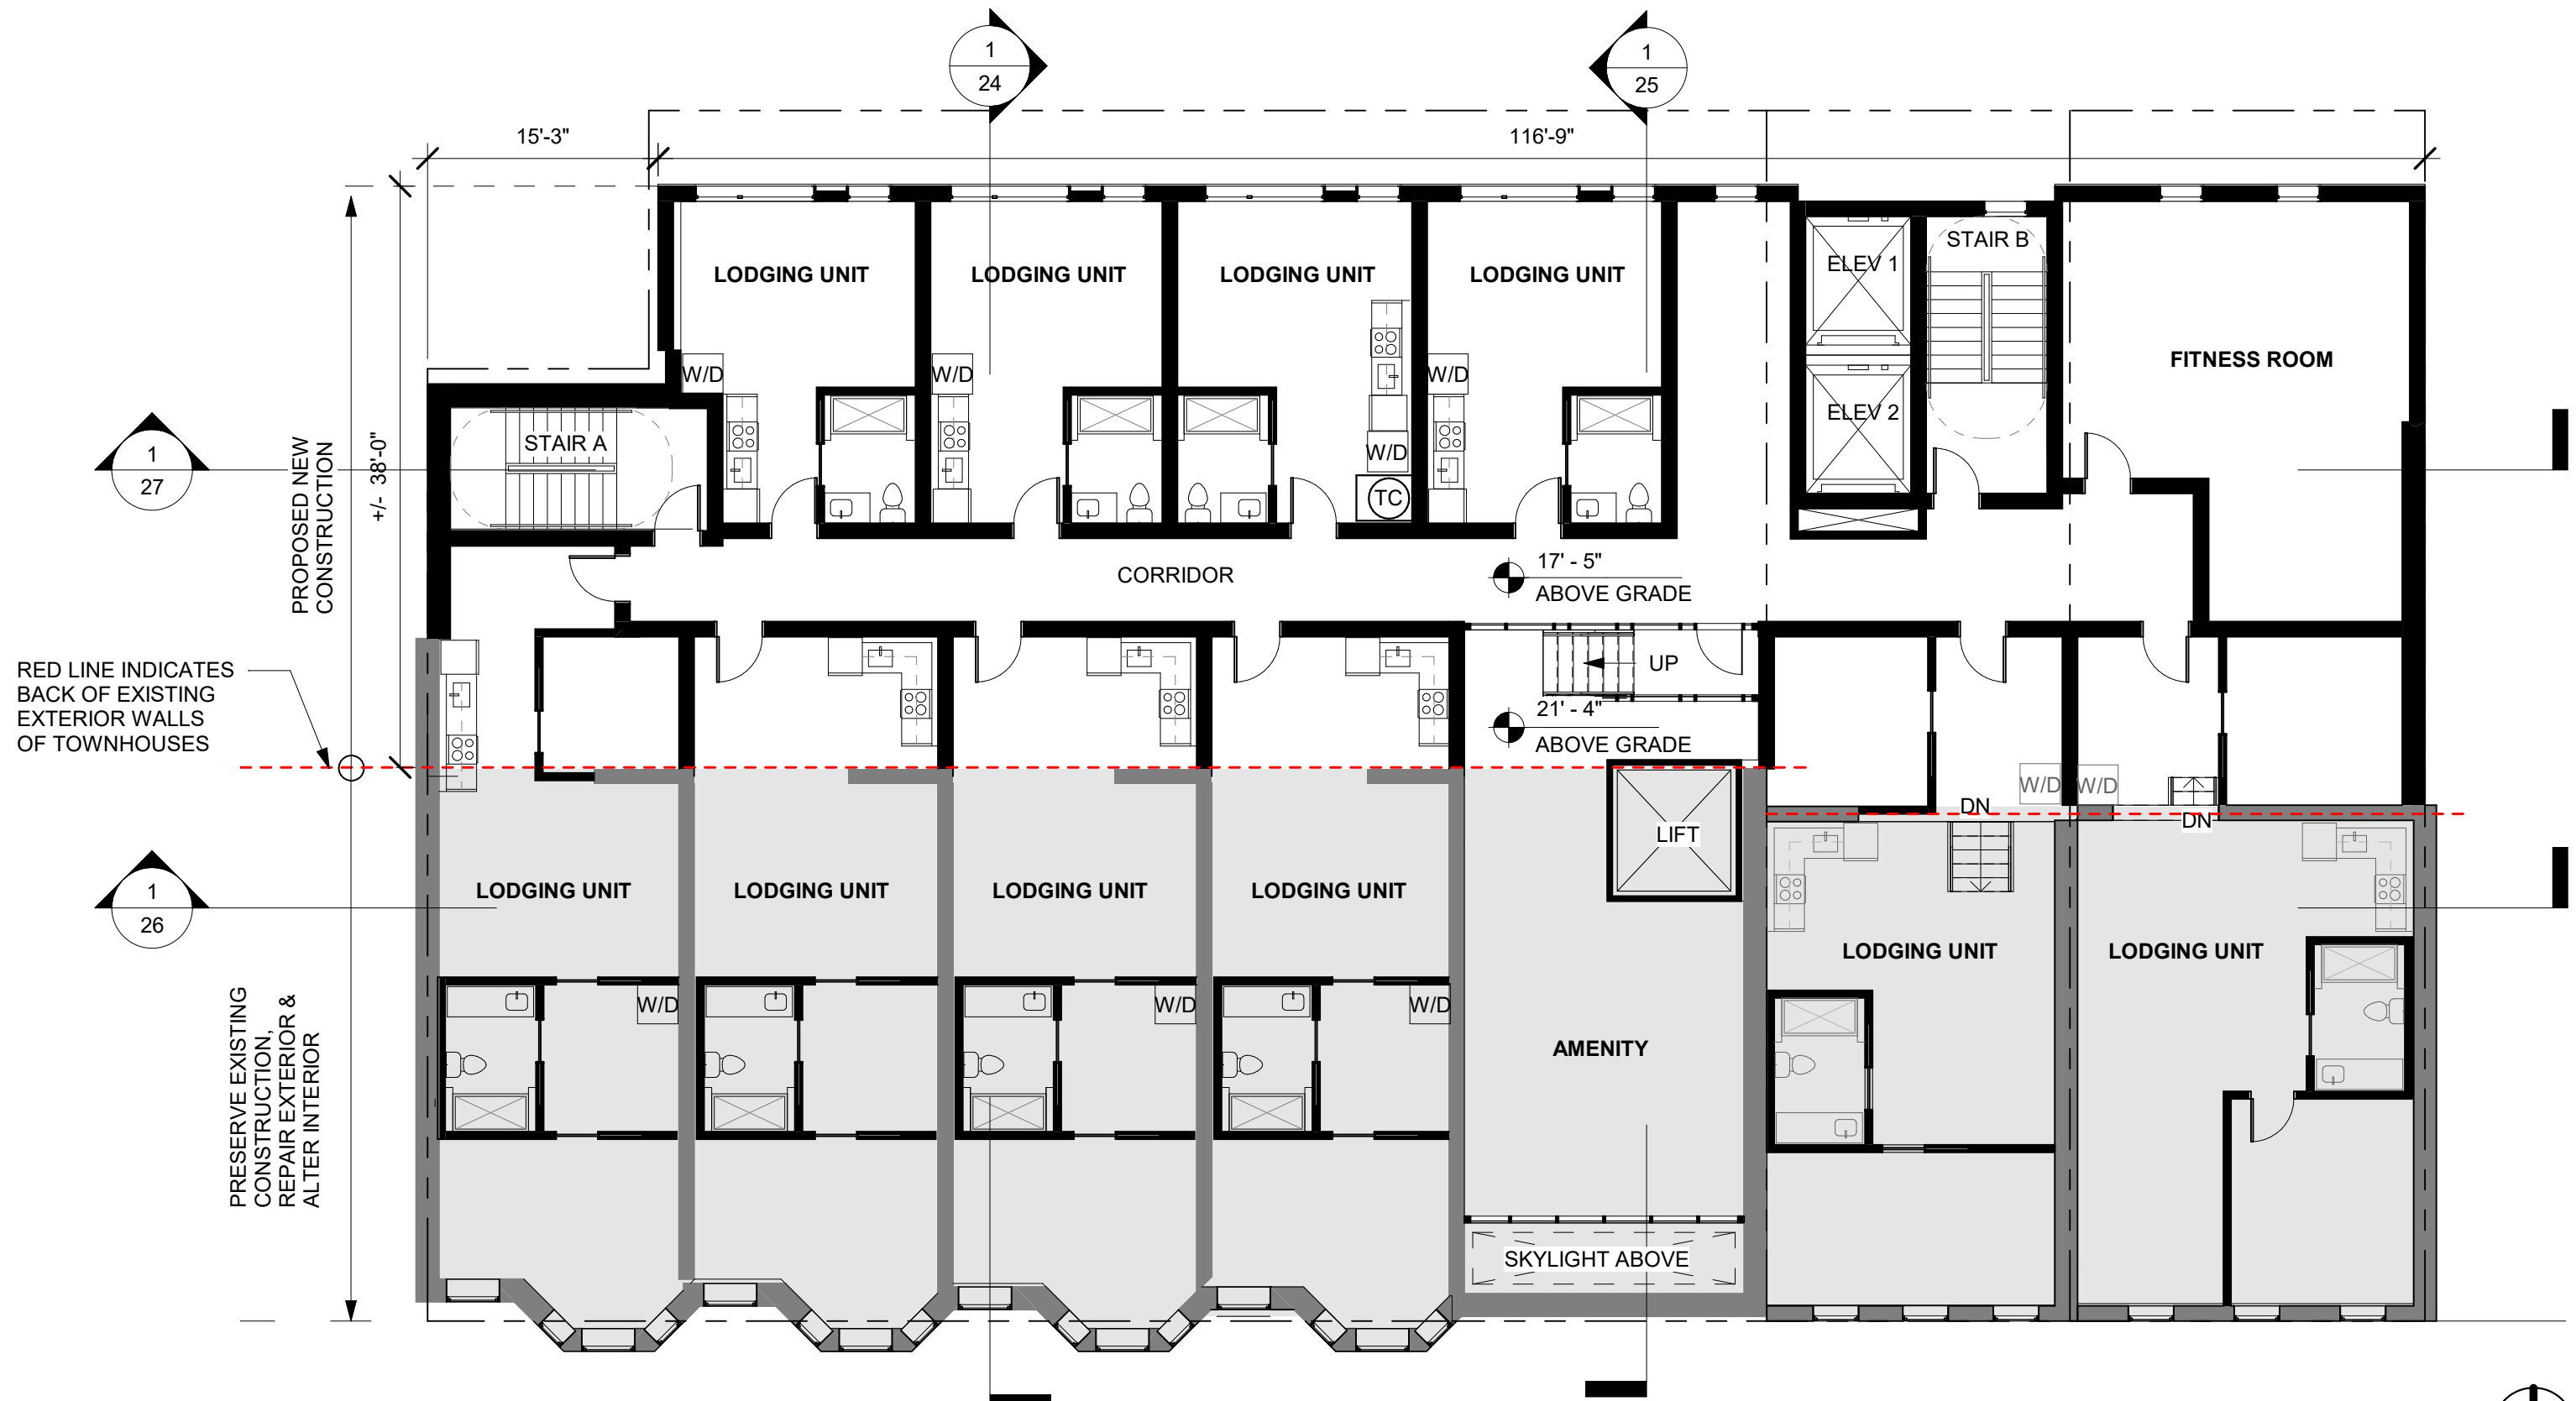 1
24
1
25
15'-3"
116'-9"
STAIR B
ELEV 1
LODGING UNIT
LODGING UNIT
LODGING UNIT
LODGING UNIT
FITNESS ROOM
W/D
W/D
W/D
ELEV 2
STAIR A
W/D
1
27
PROPOSED NEW
CONSTRUCTION
+/- 38'-0"
TC
CORRIDOR
17' - 5"
ABOVE GRADE
RED LINE INDICATES
BACK OF EXISTING
EXTERIOR WALLS
OF TOWNHOUSES
UP
21' - 4"
ABOVE GRADE
W/D
W/D
DN
DN
LIFT
LODGING UNIT
LODGING UNIT
LODGING UNIT
LODGING UNIT
1
26
LODGING UNIT
LODGING UNIT
W/D
W/D
W/D
AMENITY
PRESERVE EXISTING
CONSTRUCTION,
REPAIR EXTERIOR &
ALTER INTERIOR
SKYLIGHT ABOVE